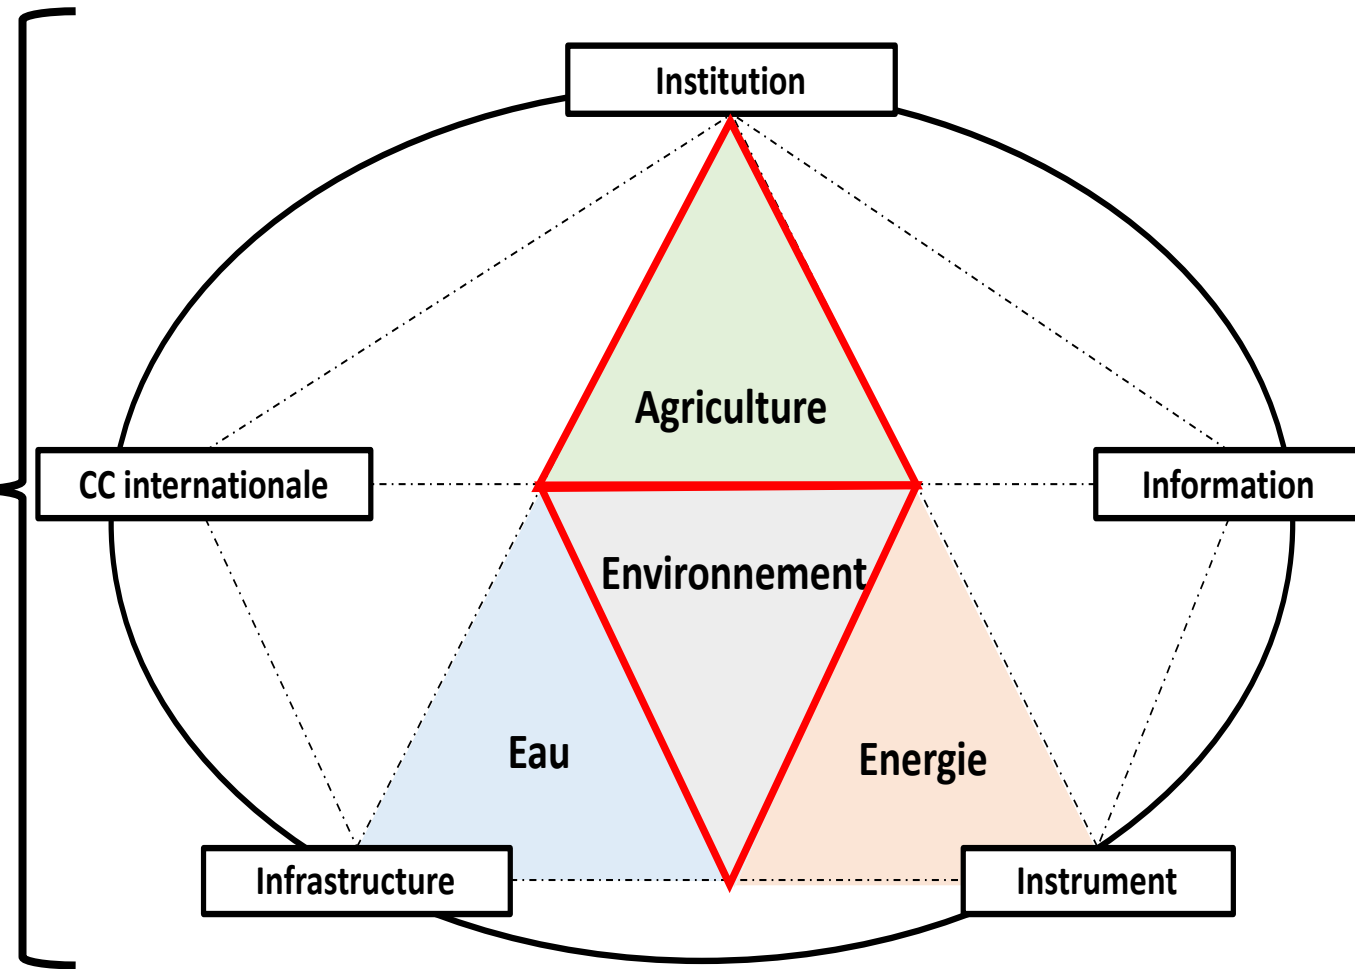 Institution
Agriculture
CC internationale
Information
Environnement
Eau
Energie
Infrastructure
Instrument